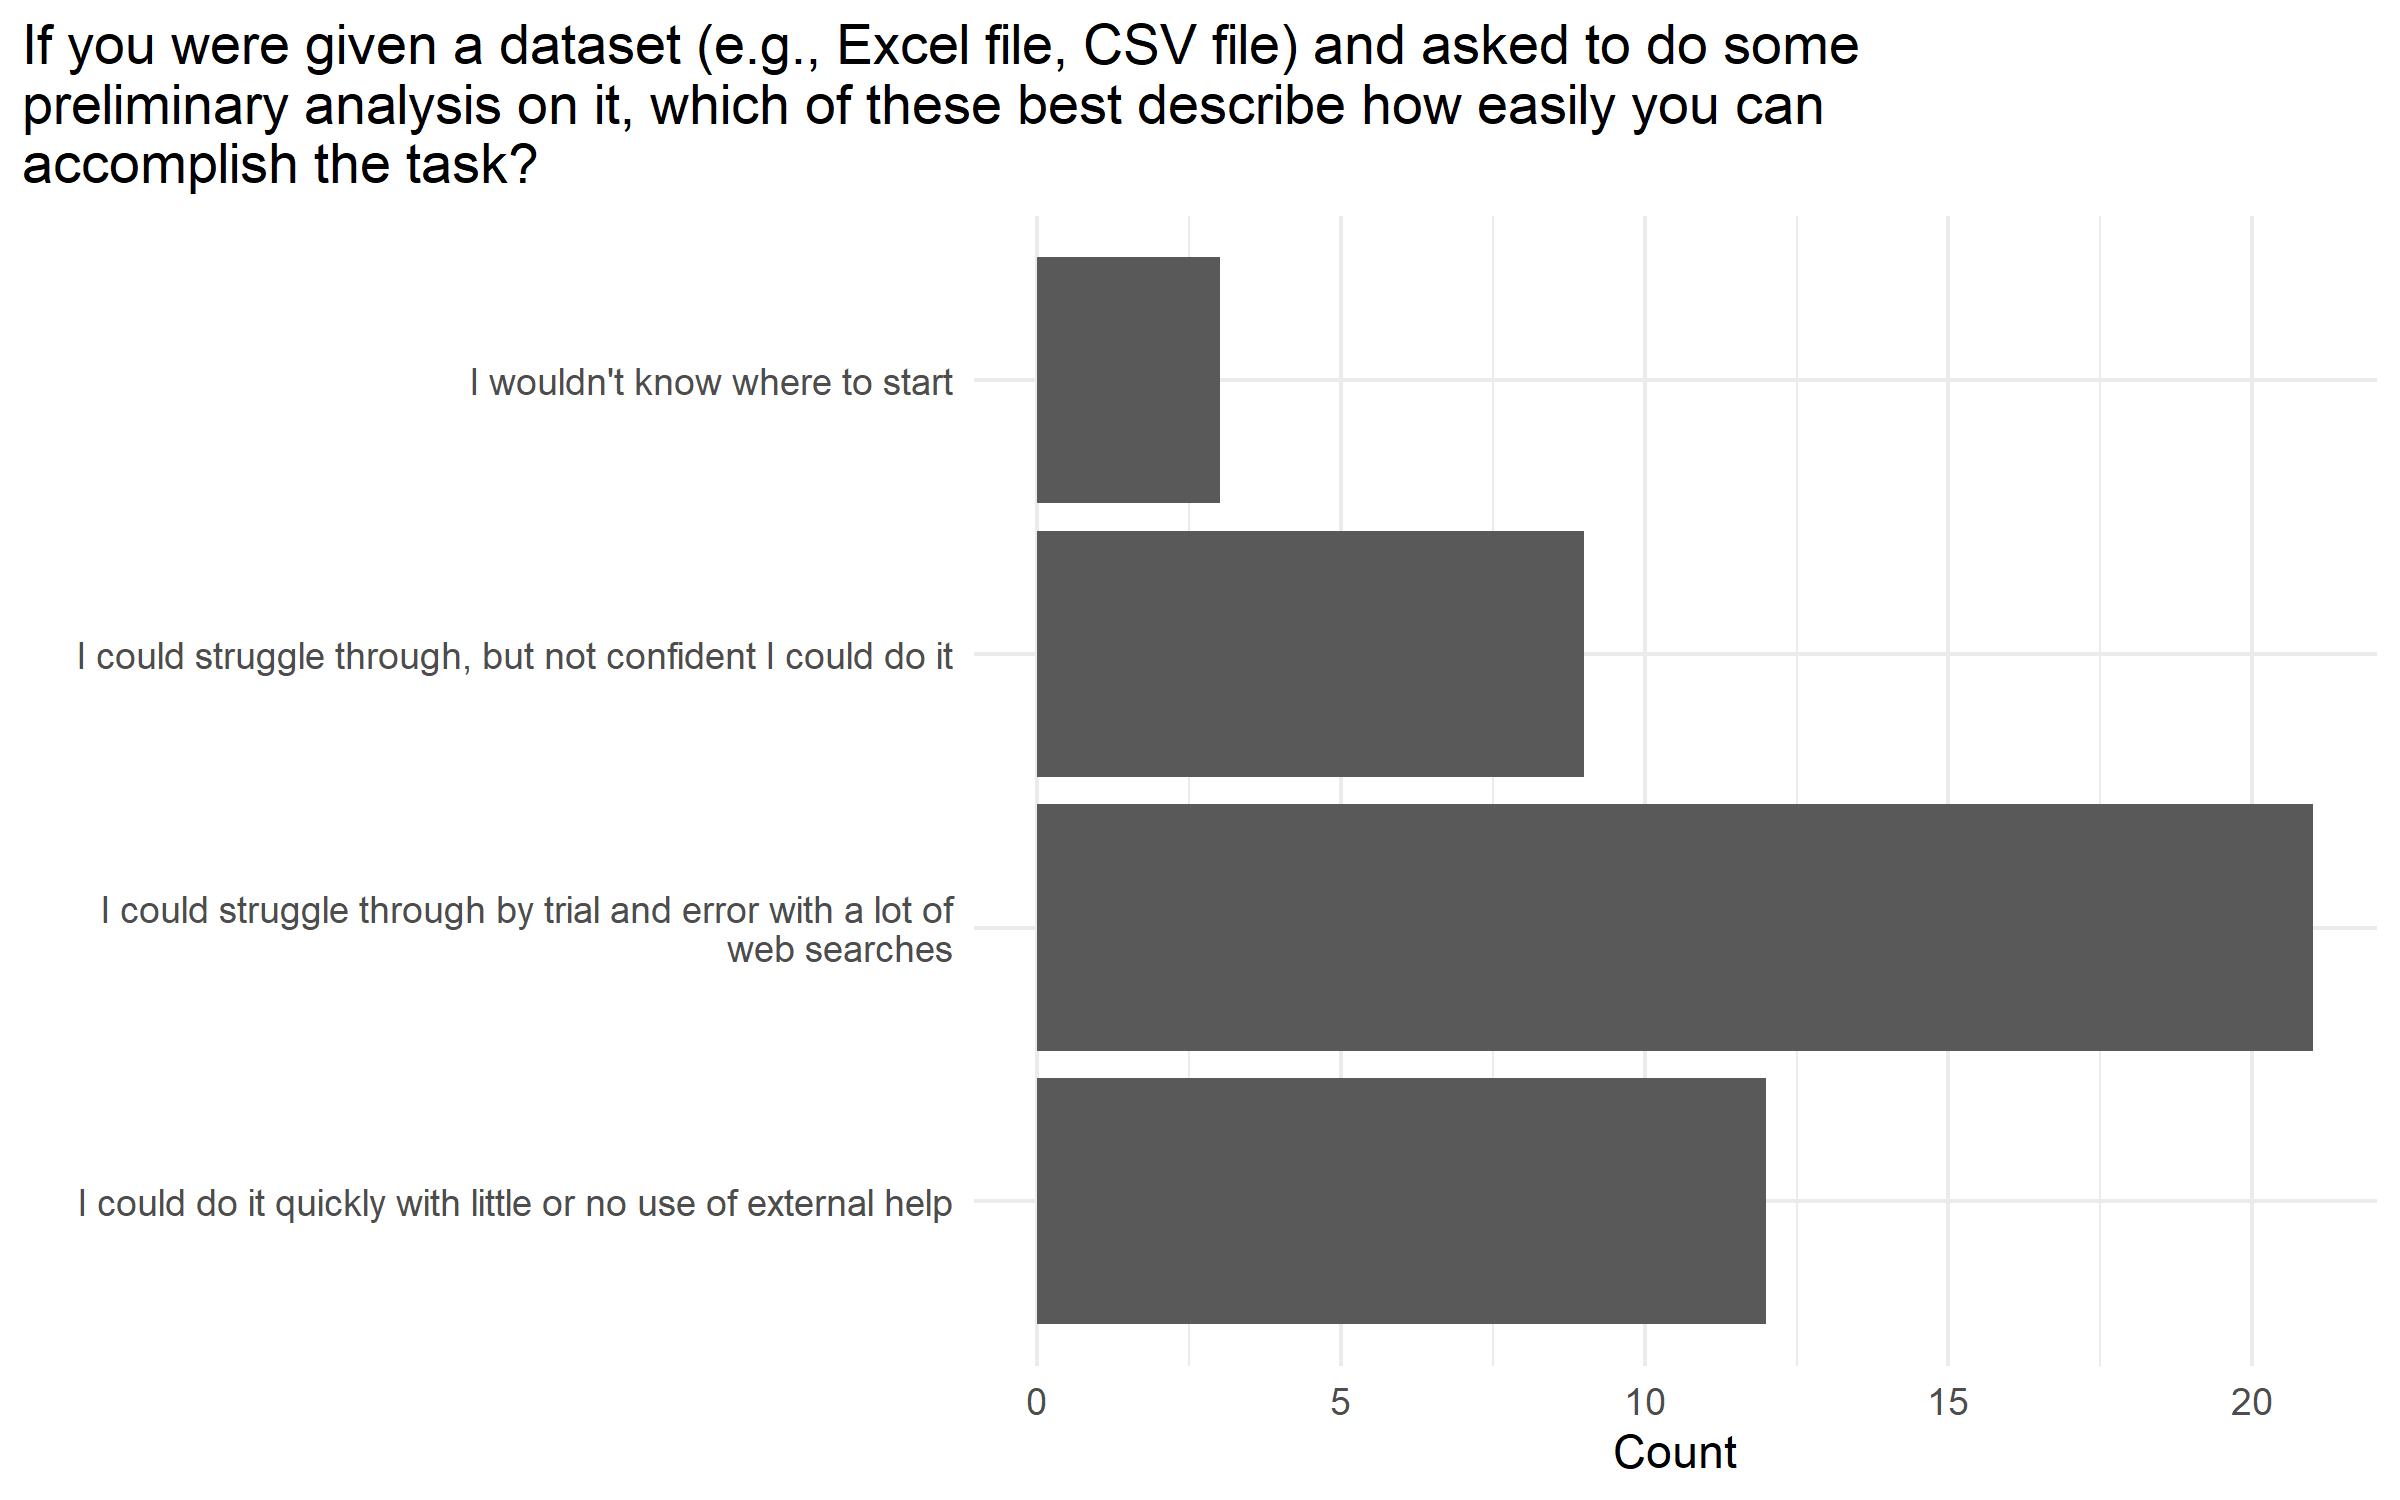 If you were given a dataset (e.g., Excel file, CSV file) and asked to do some
preliminary analysis on it, which of these best describe how easily you can
accomplish the task?
I wouldn't know where to start
I could struggle through, but not confident I could do it
I could struggle through by trial and error with a lot of
web searches
I could do it quickly with little or no use of external help
0 5 10 15 20
Count